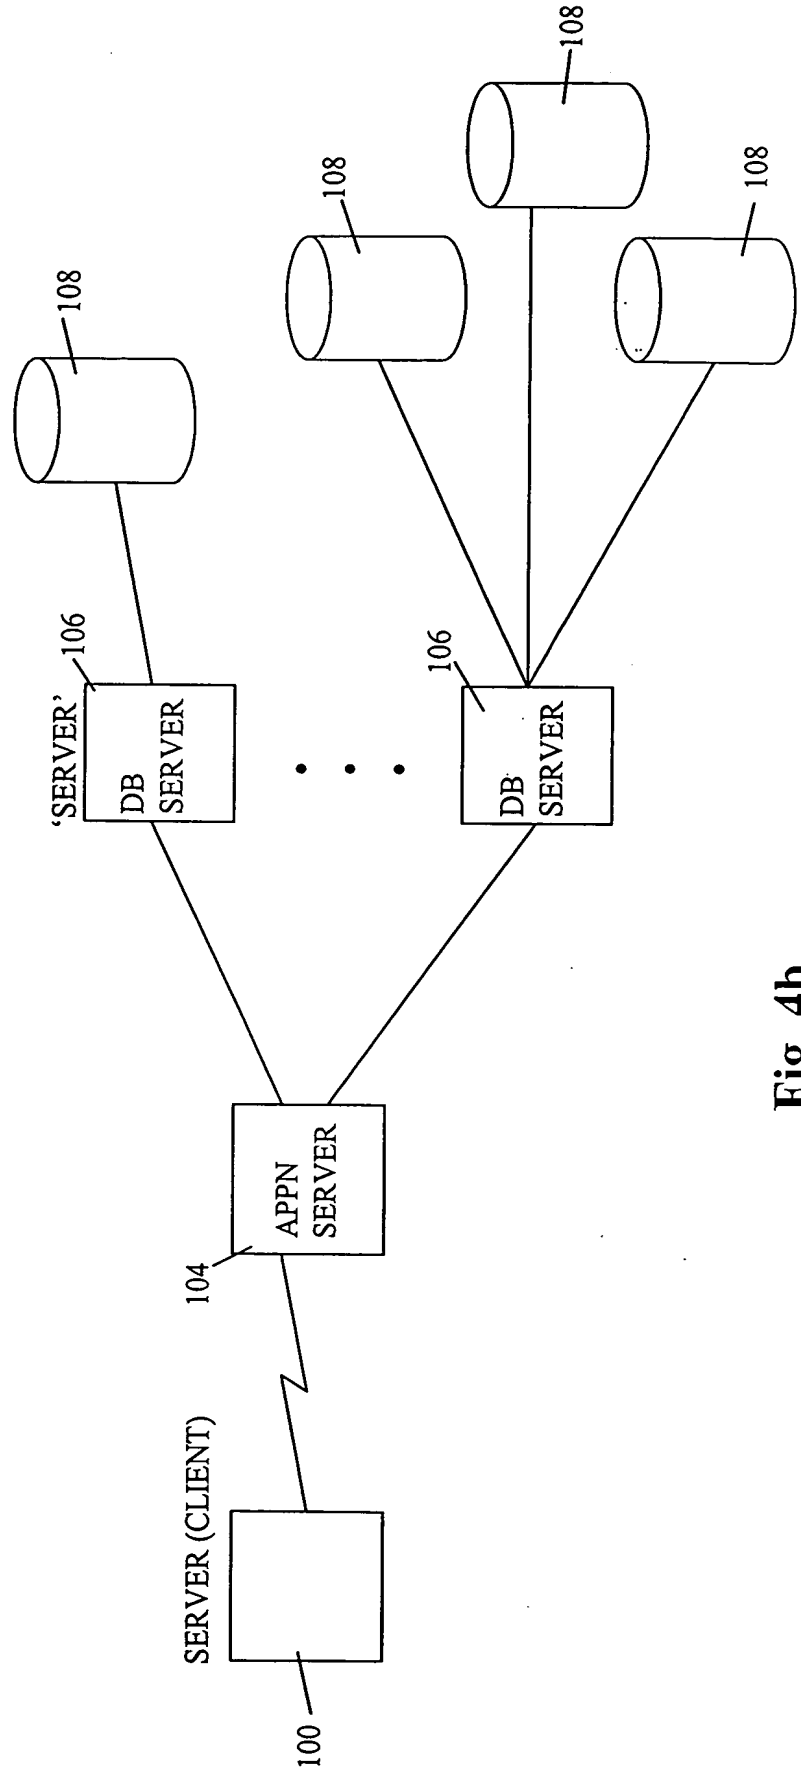 SERVER (CLIENT)
100
104
APPN
SERVER
'SERVER'
106
DB
SERVER
108
106
DB
SERVER
108
108
108
Fig. 4b